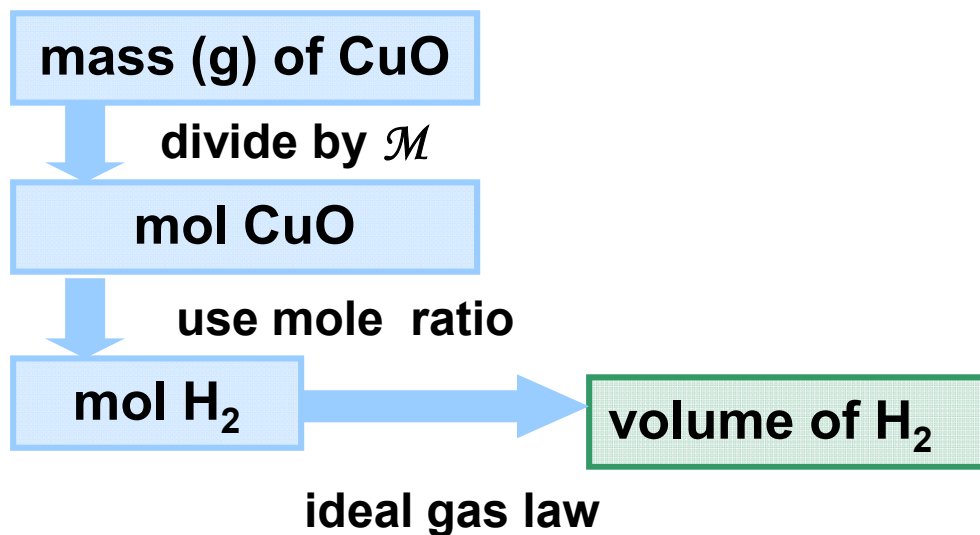 mass (g) of CuO
divide by ℳ
mol CuO
use mole ratio
mol H₂
volume of H₂
ideal gas law